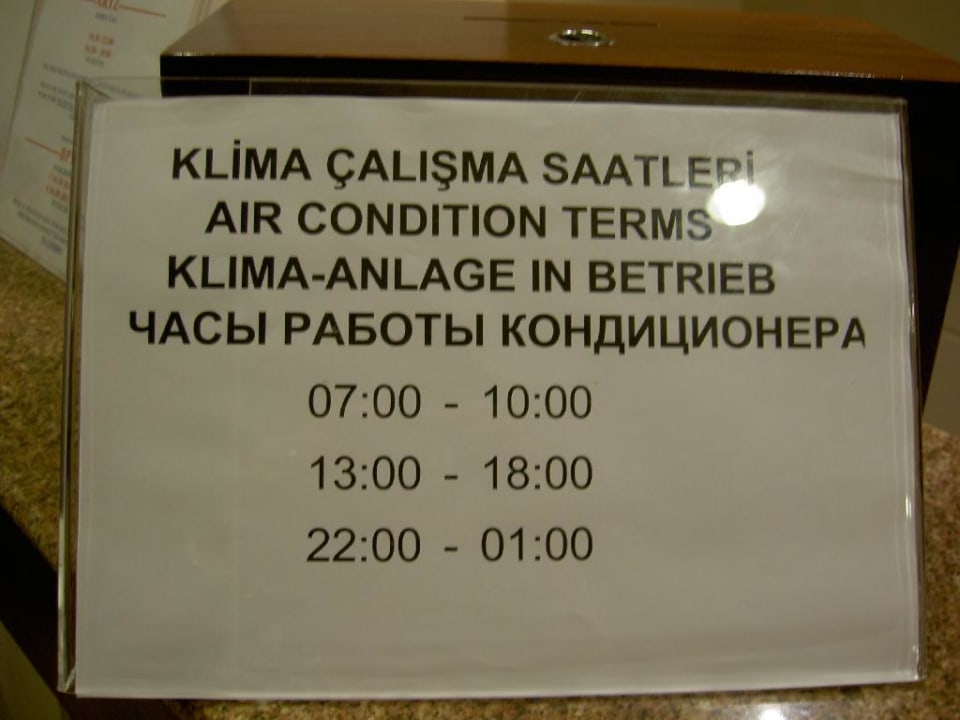 KLİMA ÇALIŞMA SAATLERİ
AIR CONDITION TERMS
KLIMA-ANLAGE IN BETRIEB
ЧАСЫ РАБОТЫ КОНДИЦИОНЕРА
07:00 - 10:00
13:00 - 18:00
22:00 - 01:00